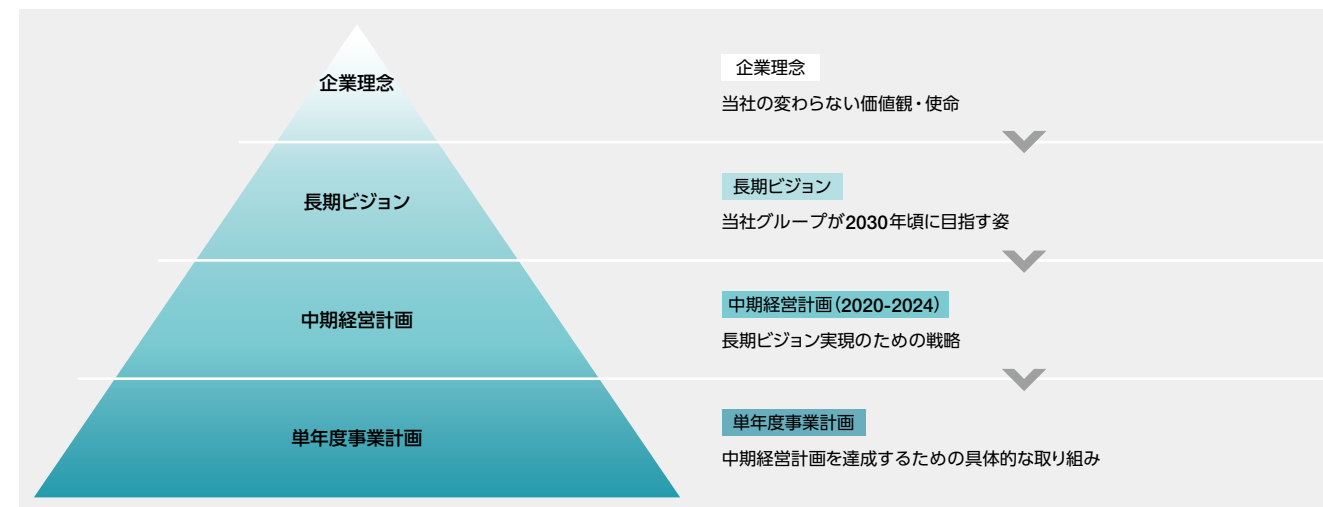 企業理念
長期ビジョン
中期経営計画
単年度事業計画
企業理念
当社の変わらない価値観・使命
長期ビジョン
当社グループが2030年頃に目指す姿
中期経営計画(2020-2024)
長期ビジョン実現のための戦略
単年度事業計画
中期経営計画を達成するための具体的な取り組み